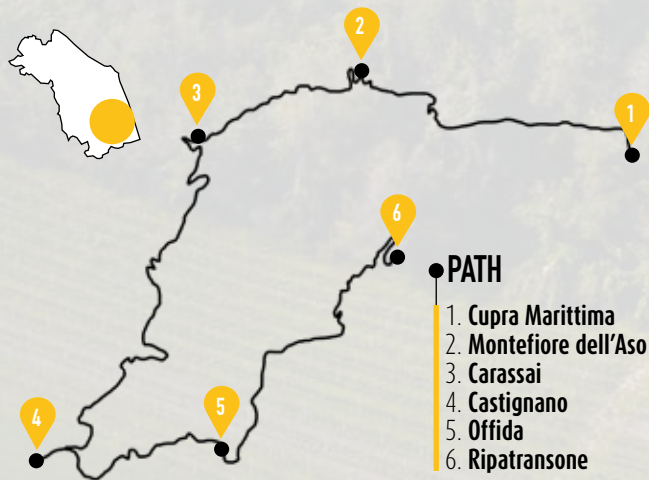 2
3
1
6
PATH
1. Cupra Marittima
2. Montefiore dell'Aso
3. Carassai
4. Castignano
5. Offida
6. Ripatransone
4
5